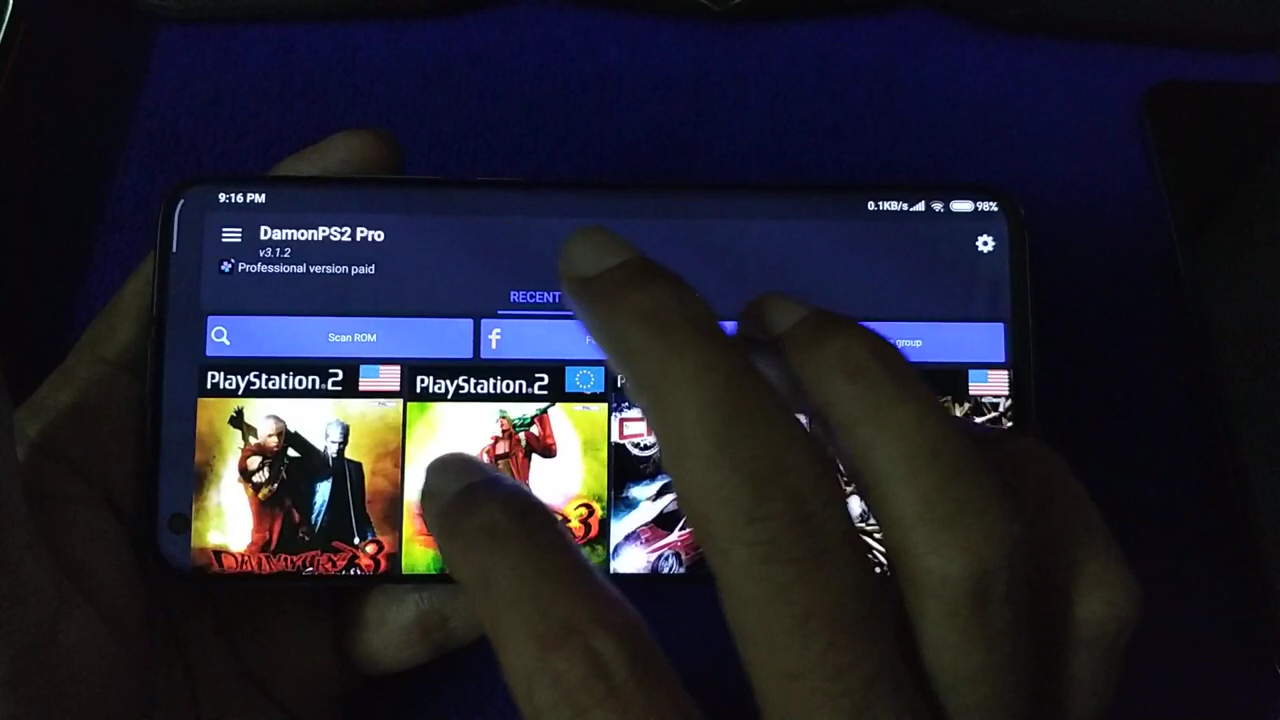 9:16 PM
0.1KB/s 98%
DamonPS2 Pro
v3.1.2
Professional version paid
RECENT
Scan ROM
group
PlayStation.2
PlayStation.2